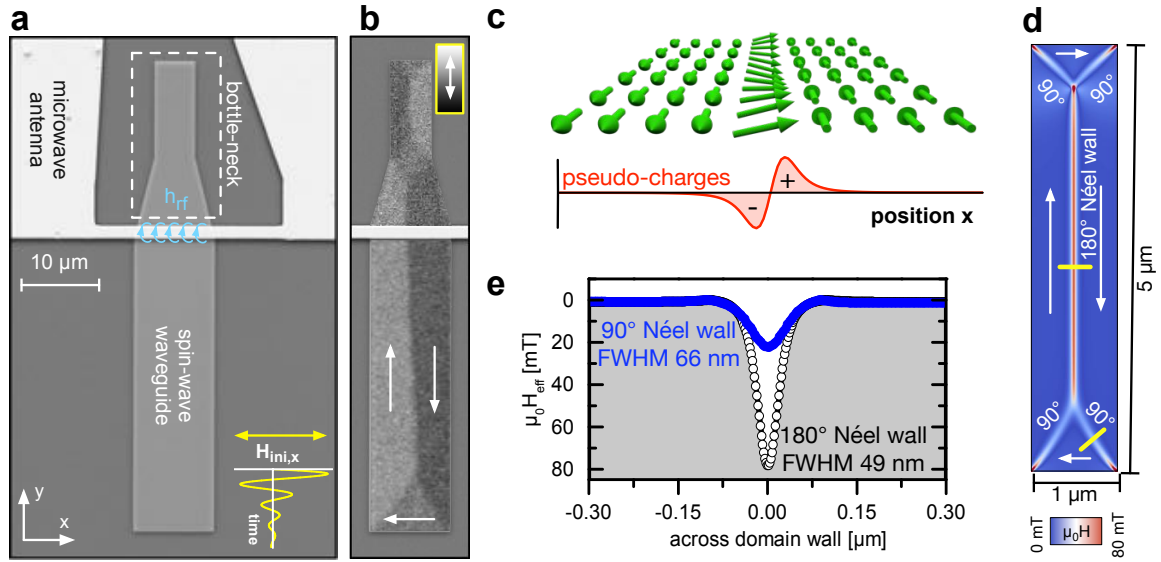 a
microwave
antenna
bottle-neck
h_rf
10 µm
spin-wave
waveguide
H_ini,x
time
y
x
b
c
pseudo-charges
-
+
position x
d
90°
90°
180° Néel wall
90°
90°
5 µm
1 µm
0 mT
µ₀H
80 mT
e
µ₀H_eff [mT]
0
20
40
60
80
90° Néel wall
FWHM 66 nm
180° Néel wall
FWHM 49 nm
-0.30
-0.15
0.00
0.15
0.30
across domain wall [µm]